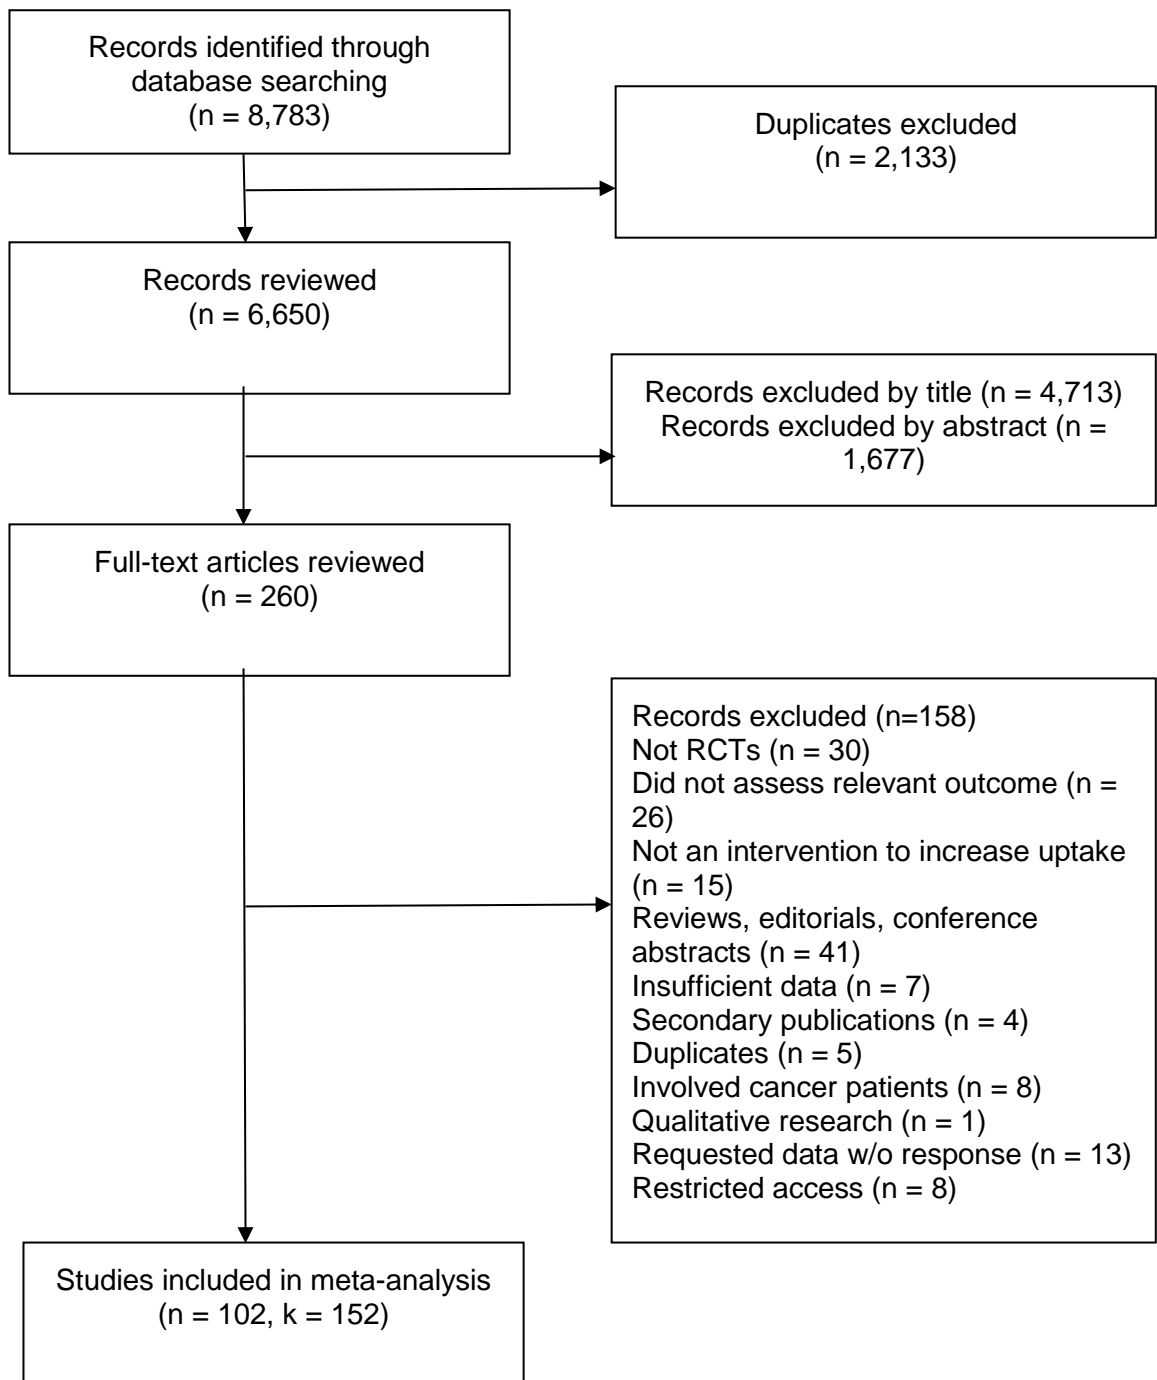 Records identified through
database searching
(n = 8,783)
Duplicates excluded
(n = 2,133)
Records reviewed
(n = 6,650)
Records excluded by title (n = 4,713)
Records excluded by abstract (n =
1,677)
Full-text articles reviewed
(n = 260)
Records excluded (n=158)
Not RCTs (n = 30)
Did not assess relevant outcome (n =
26)
Not an intervention to increase uptake
(n = 15)
Reviews, editorials, conference
abstracts (n = 41)
Insufficient data (n = 7)
Secondary publications (n = 4)
Duplicates (n = 5)
Involved cancer patients (n = 8)
Qualitative research (n = 1)
Requested data w/o response (n = 13)
Restricted access (n = 8)
Studies included in meta-analysis
(n = 102, k = 152)